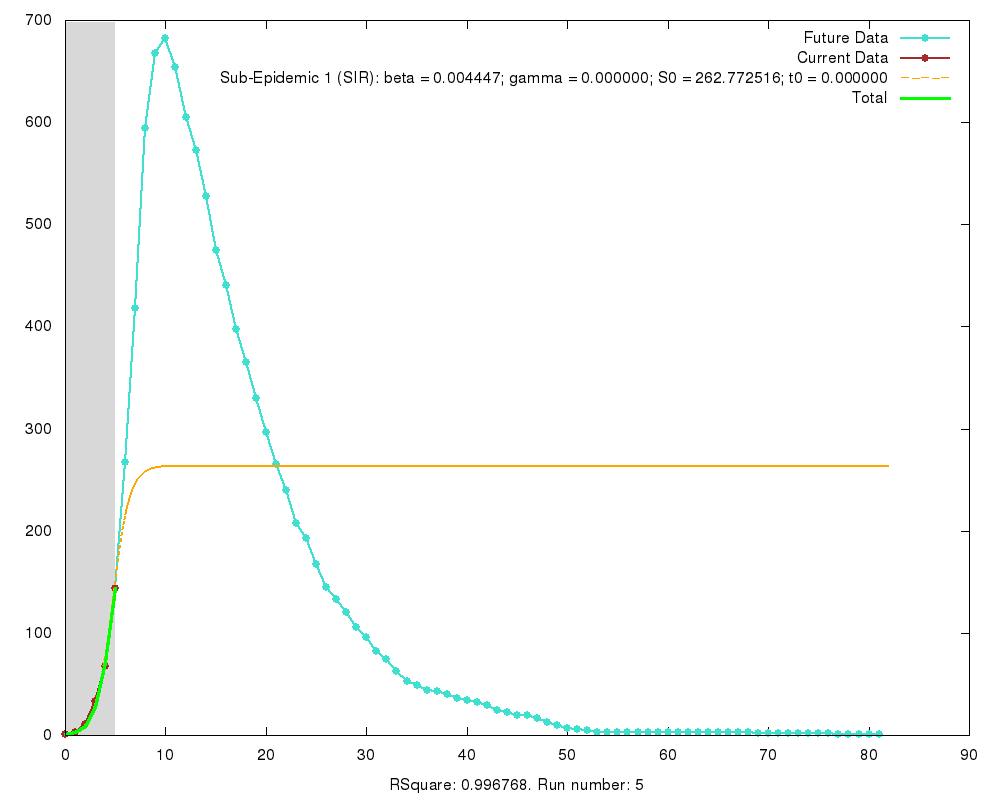 700
600
500
400
300
200
100
0
Future Data
Current Data
Sub-Epidemic 1 (SIR): beta = 0.004447; gamma = 0.000000; S0 = 262.772516; t0 = 0.000000
Total
0 10 20 30 40 50 60 70 80 90
RSquare: 0.996768. Run number: 5